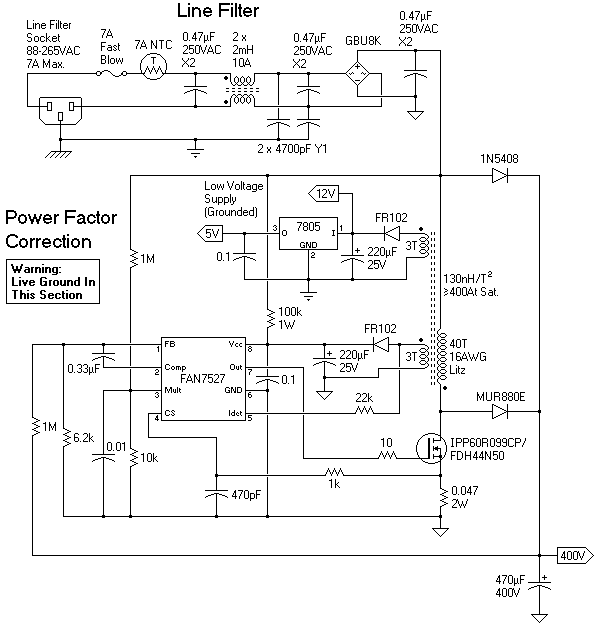 Line Filter
Line Filter
Socket
88-265VAC
7A Max.
7A
Fast
Blow
7A NTC
T
0.47µF
250VAC
X2
2 x
2mH
10A
0.47µF
250VAC
X2
GBU8K
0.47µF
250VAC
X2
2 x 4700pF Y1
1N5408
Power Factor
Correction
Warning:
Live Ground In
This Section
Low Voltage
Supply
(Grounded)
12V
5V
3
O
7805
I
1
GND
2
0.1
+
220µF
25V
FR102
3T
130nH/T²
≥400At Sat.
1M
100k
1W
FR102
3T
40T
16AWG
Litz
+
220µF
25V
1
FB
Vcc
8
0.33µF
2
Comp
Out
7
FAN7527
3
Mult
GND
6
4
CS
Idet
5
0.1
22k
MUR880E
1M
6.2k
0.01
10k
470pF
10
1k
IPP60R099CP/
FDH44N50
0.047
2W
400V
470µF
400V
+